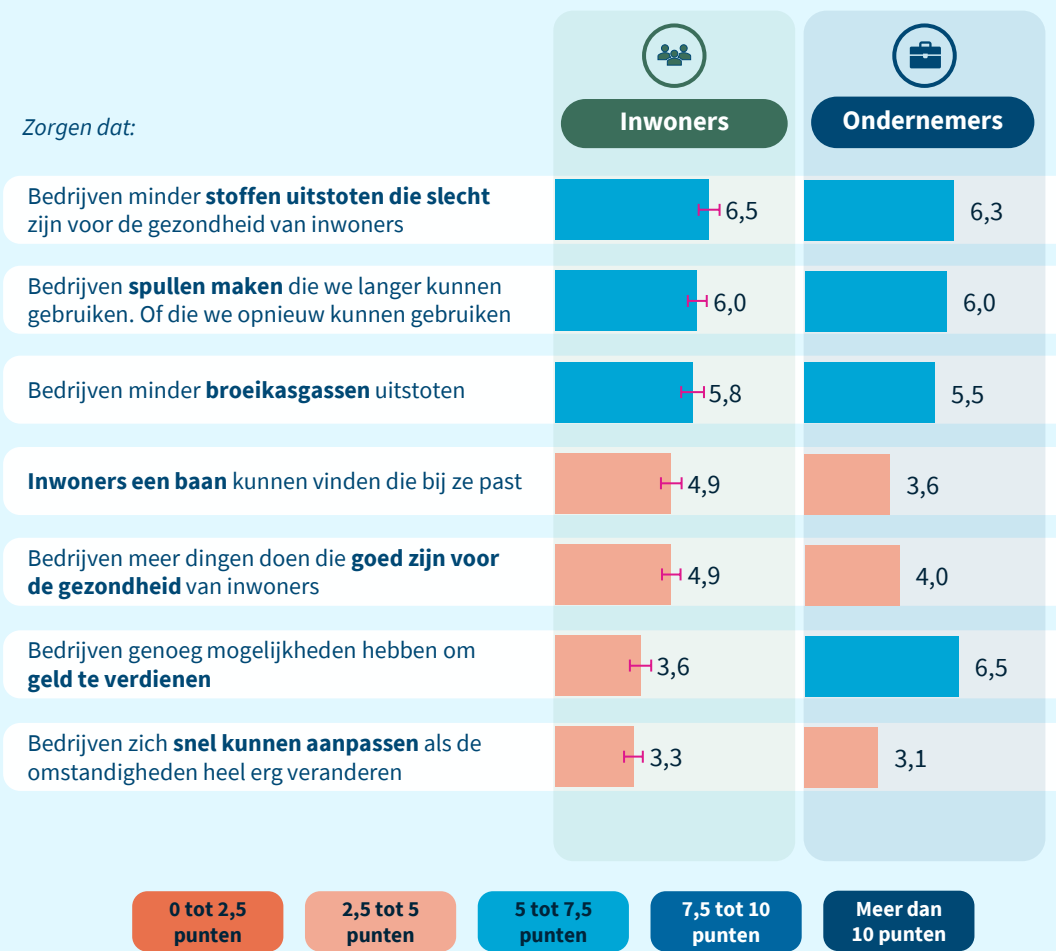 Zorgen dat:
Inwoners
Ondernemers
Bedrijven minder stoffen uitstoten die slecht
zijn voor de gezondheid van inwoners
6,5
6,3
Bedrijven spullen maken die we langer kunnen
gebruiken. Of die we opnieuw kunnen gebruiken
6,0
6,0
Bedrijven minder broeikasgassen uitstoten
5,8
5,5
Inwoners een baan kunnen vinden die bij ze past
4,9
3,6
Bedrijven meer dingen doen die goed zijn voor
de gezondheid van inwoners
4,9
4,0
Bedrijven genoeg mogelijkheden hebben om
geld te verdienen
3,6
6,5
Bedrijven zich snel kunnen aanpassen als de
omstandigheden heel erg veranderen
3,3
3,1
0 tot 2,5
punten
2,5 tot 5
punten
5 tot 7,5
punten
7,5 tot 10
punten
Meer dan
10 punten